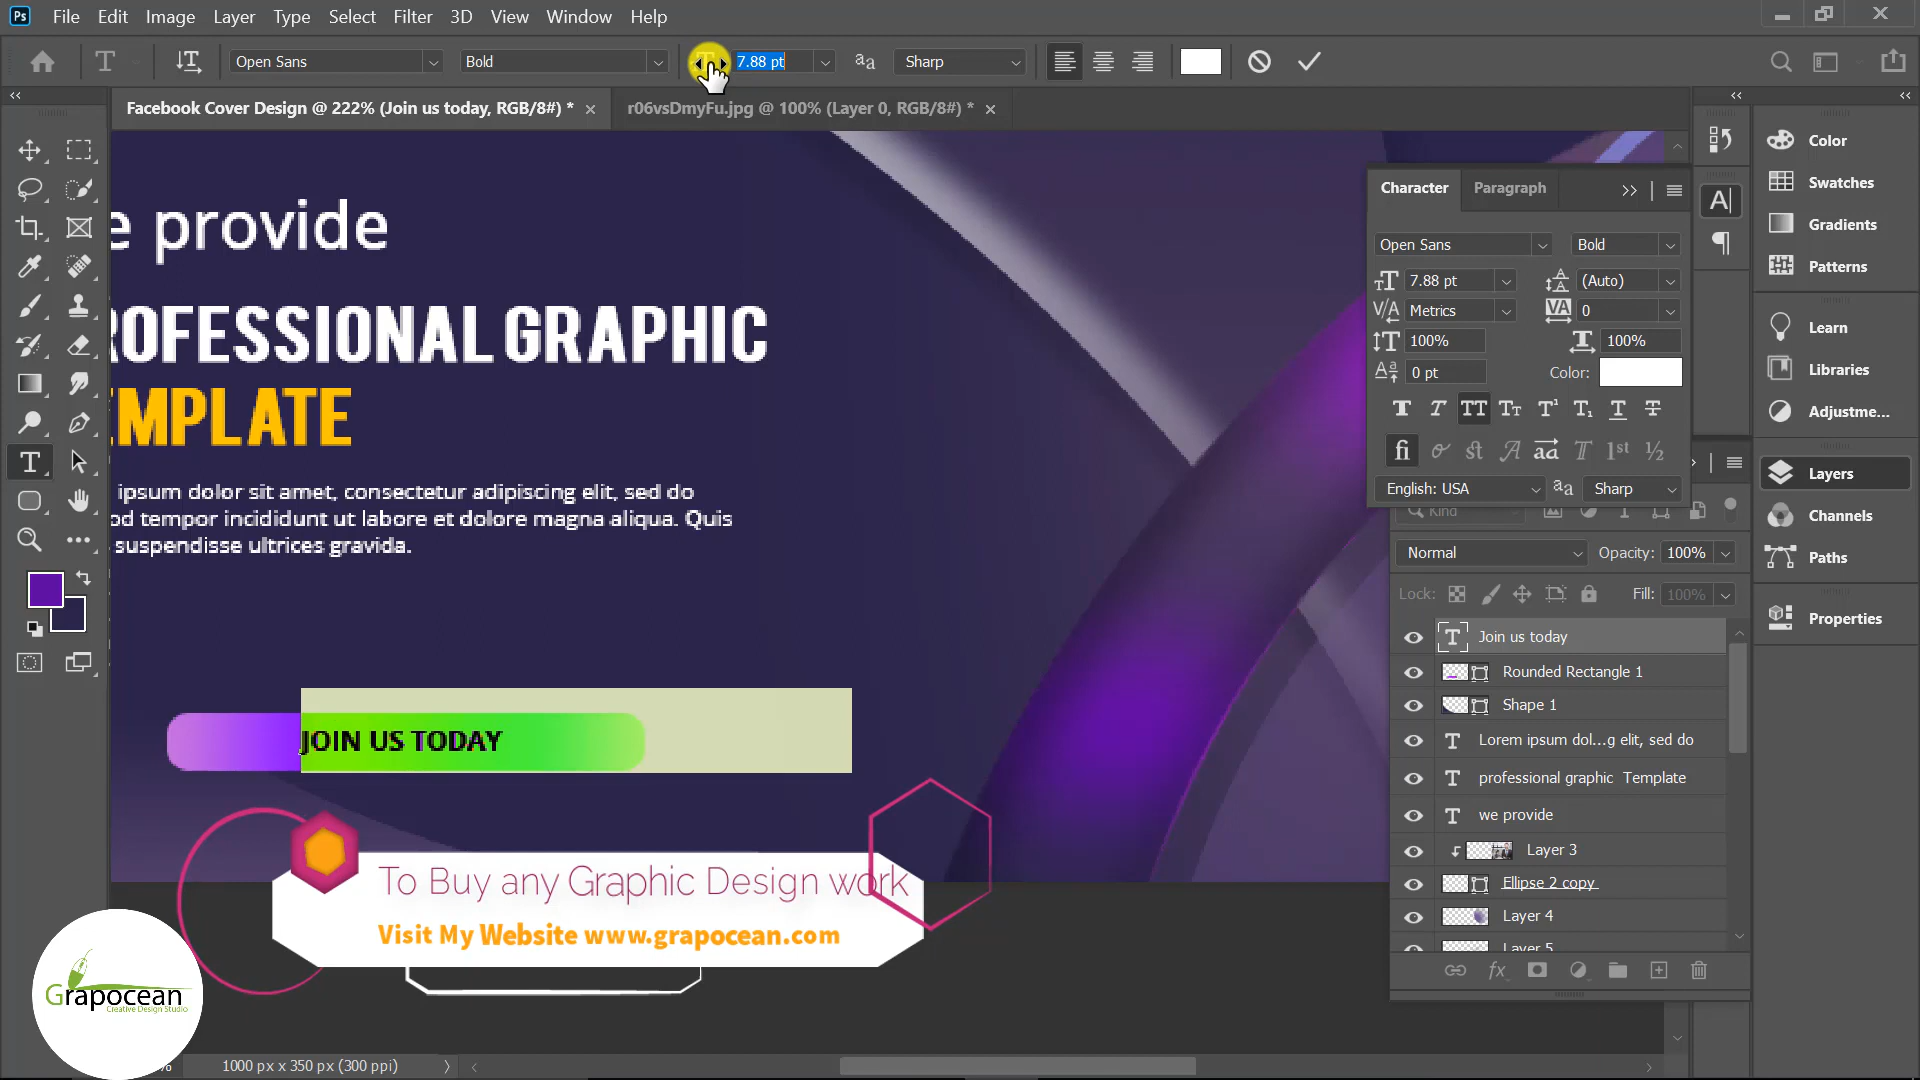 Ps File Edit Image Layer Type Select Filter 3D View Window Help
Open Sans Bold 7.88 pt aa Sharp
Facebook Cover Design @ 222% (Join us today, RGB/8#) * r06vsDmyFu.jpg @ 100% (Layer 0, RGB/8#) *
e provide
ROFESSIONAL GRAPHIC
EMPLATE
ipsum dolor sit amet, consectetur adipiscing elit, sed do
od tempor incididunt ut labore et dolore magna aliqua. Quis
suspendisse ultrices gravida.
JOIN US TODAY
To Buy any Graphic Design work
Visit My Website www.grapocean.com
Grapocean
Creative Design Studio
% 1000 px x 350 px (300 ppi)
Character Paragraph
Open Sans Bold
7.88 pt (Auto)
Metrics 0
100% 100%
0 pt Color:
English: USA aa Sharp
Kind
Normal Opacity: 100%
Lock: Fill: 100%
Join us today
Rounded Rectangle 1
Shape 1
Lorem ipsum dol...g elit, sed do
professional graphic Template
we provide
Layer 3
Ellipse 2 copy
Layer 4
Layer 5
Color
Swatches
Gradients
Patterns
Learn
Libraries
Adjustme...
Layers
Channels
Paths
Properties